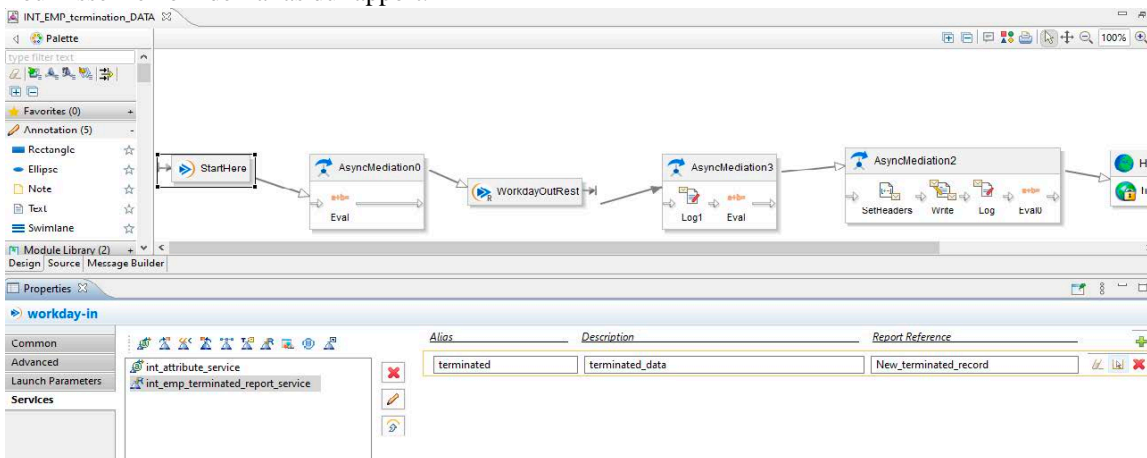 INT_EMP_termination_DATA
Palette
100%
type filter text
Favorites (0)
Annotation (5)
Rectangle
Ellipse
Note
Text
Swimlane
Module Library (2)
StartHere
AsyncMediation0
a+b=
Eval
WorkdayOutRest
AsyncMediation3
Log1
a+b=
Eval
AsyncMediation2
SetHeaders
Write
Log
a+b=
Eval0
H
Design
Source
Message Builder
Properties
workday-in
Common
Advanced
Launch Parameters
Services
int_attribute_service
int_emp_terminated_report_service
Alias
Description
Report Reference
terminated
terminated_data
New_terminated_record